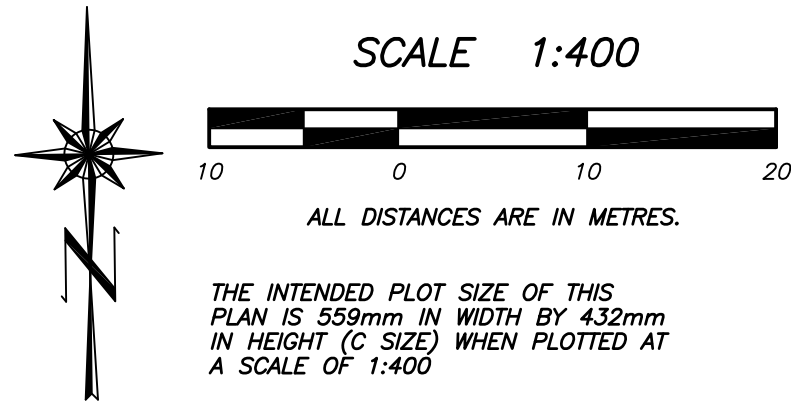 SCALE 1:400
10 0 10 20
ALL DISTANCES ARE IN METRES.
N
THE INTENDED PLOT SIZE OF THIS
PLAN IS 559mm IN WIDTH BY 432mm
IN HEIGHT (C SIZE) WHEN PLOTTED AT
A SCALE OF 1:400